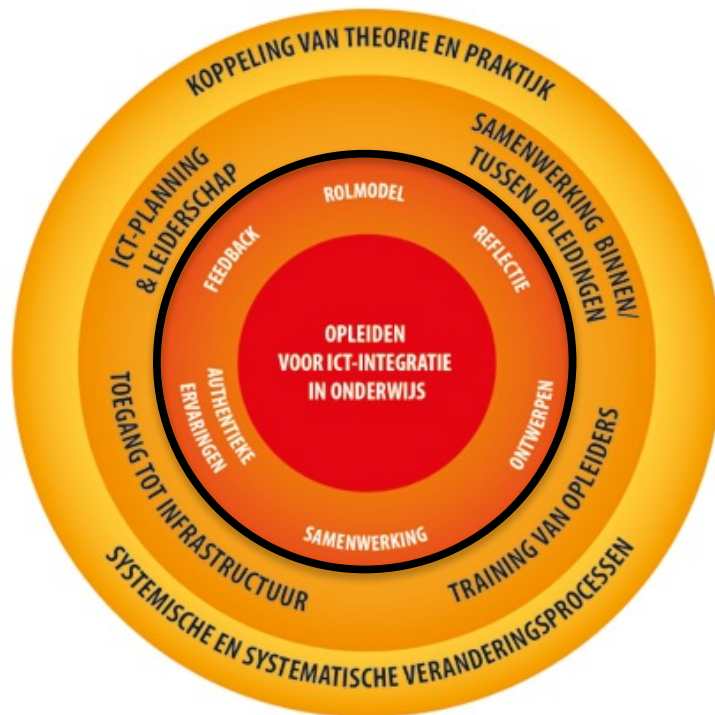 KOPPELING VAN THEORIE EN PRAKTIJK
ICT-PLANNING
& LEIDERSCHAP
SAMENWERKING BINNEN/
TUSSEN OPLEIDINGEN
ROLMODEL
FEEDBACK
REFLECTIE
OPLEIDEN
VOOR ICT-INTEGRATIE
IN ONDERWIJS
AUTHENTIEKE
ERVARINGEN
ONTWERPEN
SAMENWERKING
TOEGANG TOT INFRASTRUCTUUR
TRAINING VAN OPLEIDERS
SYSTEMISCHE EN SYSTEMATISCHE VERANDERINGSPROCESSEN